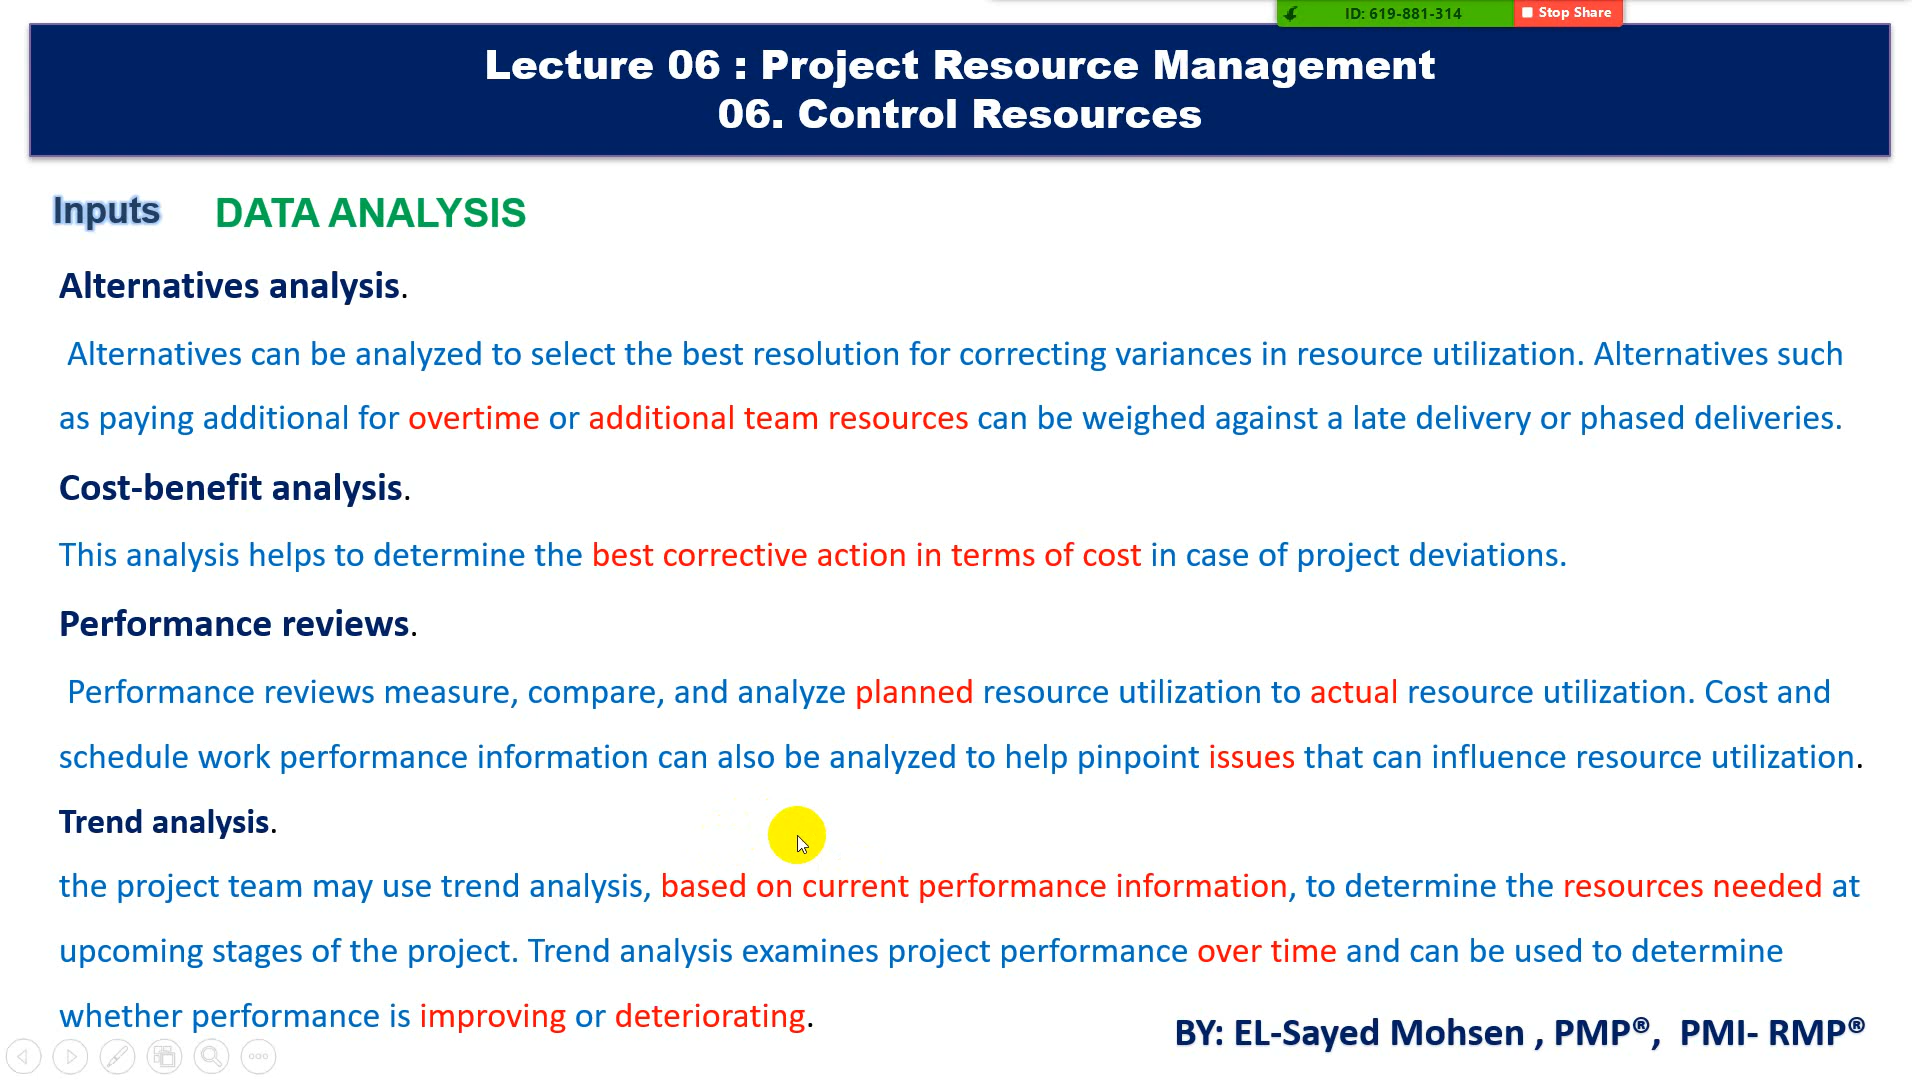 ID: 619-881-314 Stop Share
Lecture 06 : Project Resource Management
06. Control Resources
Inputs DATA ANALYSIS
Alternatives analysis.
Alternatives can be analyzed to select the best resolution for correcting variances in resource utilization. Alternatives such
as paying additional for overtime or additional team resources can be weighed against a late delivery or phased deliveries.
Cost-benefit analysis.
This analysis helps to determine the best corrective action in terms of cost in case of project deviations.
Performance reviews.
Performance reviews measure, compare, and analyze planned resource utilization to actual resource utilization. Cost and
schedule work performance information can also be analyzed to help pinpoint issues that can influence resource utilization.
Trend analysis.
the project team may use trend analysis, based on current performance information, to determine the resources needed at
upcoming stages of the project. Trend analysis examines project performance over time and can be used to determine
whether performance is improving or deteriorating.
BY: EL-Sayed Mohsen , PMP®, PMI- RMP®